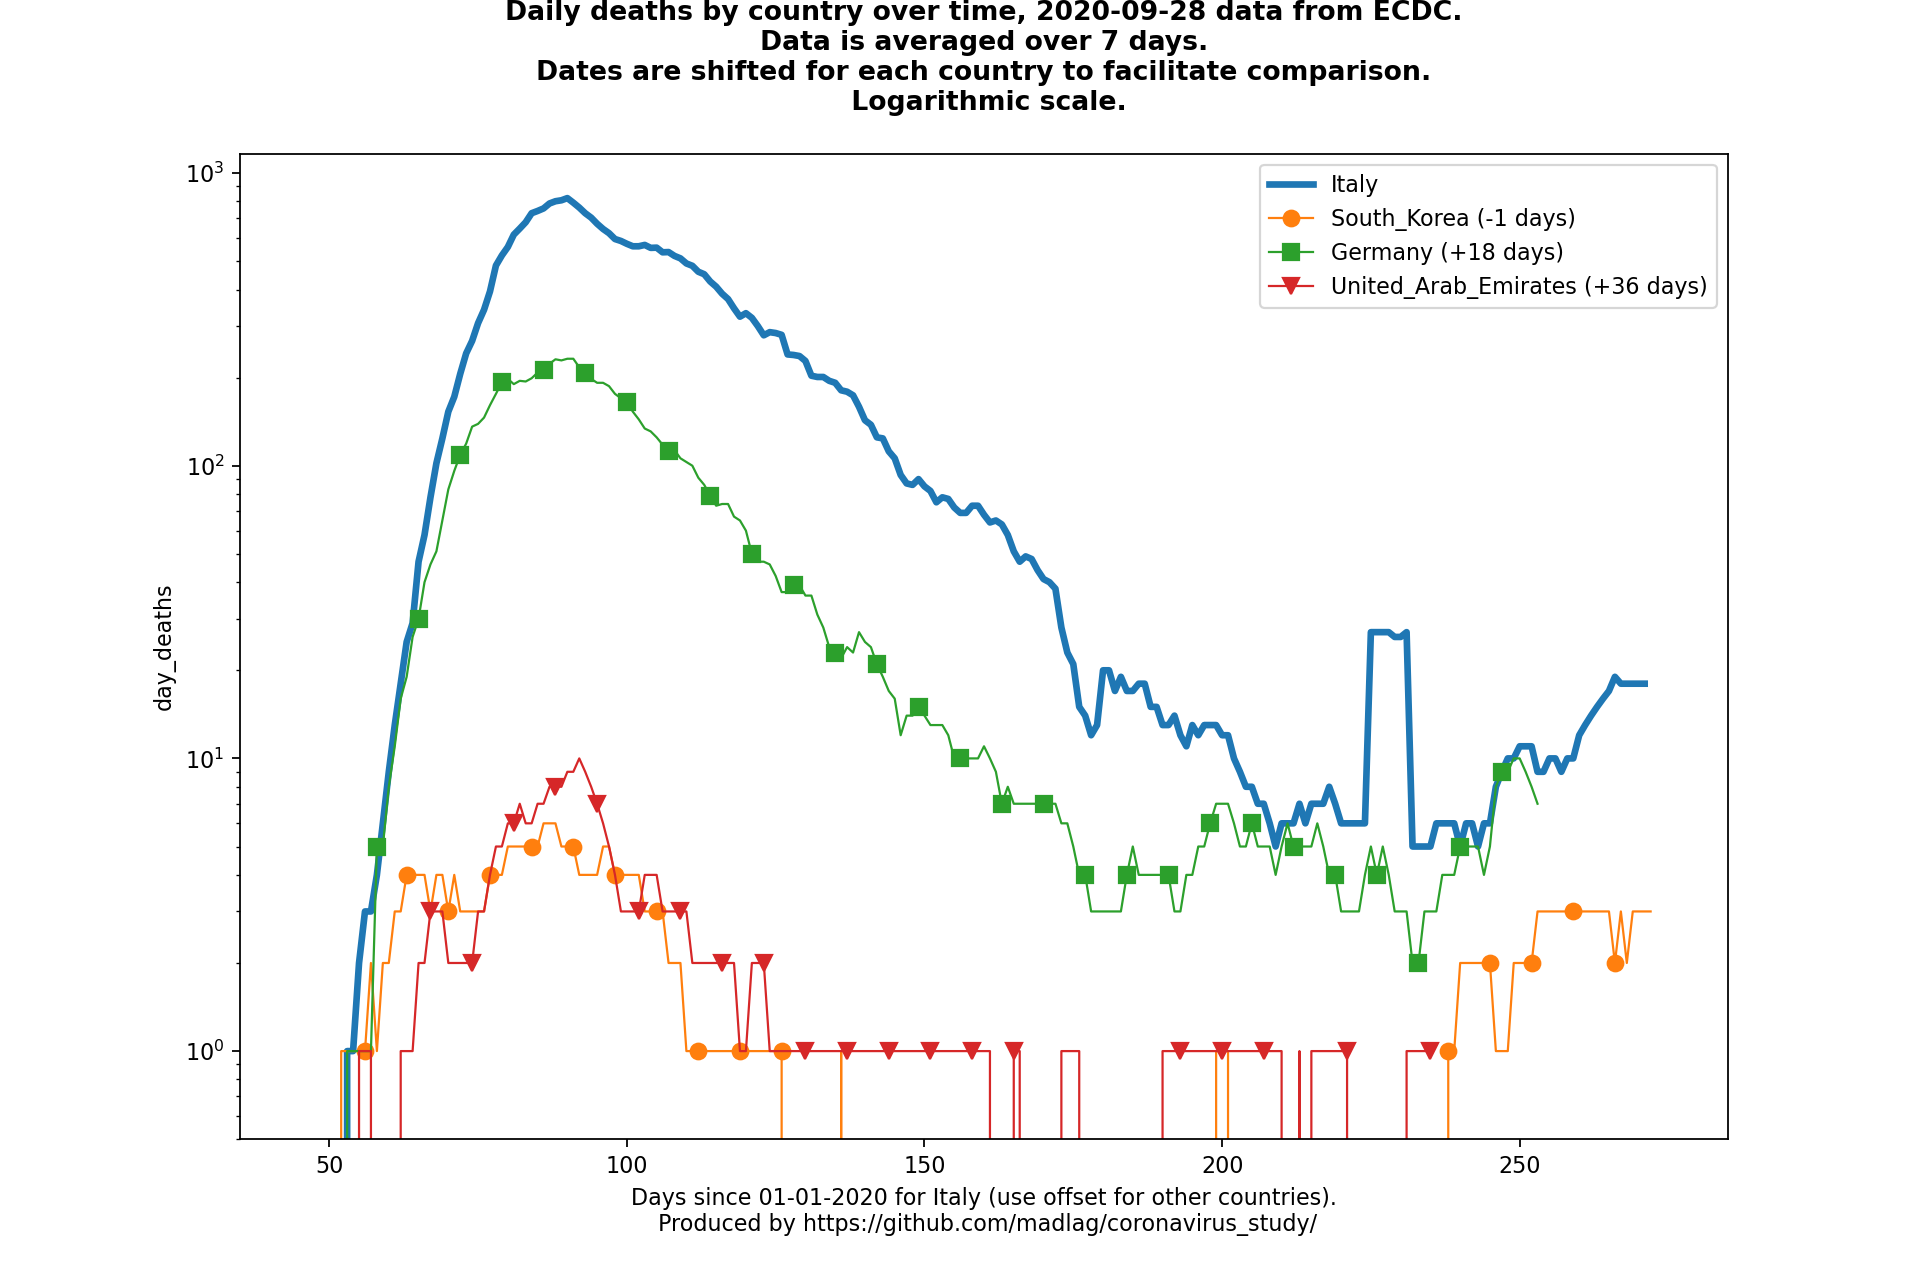 Daily deaths by country over time, 2020-09-28 data from ECDC.
Data is averaged over 7 days.
Dates are shifted for each country to facilitate comparison.
Logarithmic scale.
10³
10²
10¹
10⁰
day_deaths
Italy
South_Korea (-1 days)
Germany (+18 days)
United_Arab_Emirates (+36 days)
50 100 150 200 250
Days since 01-01-2020 for Italy (use offset for other countries).
Produced by https://github.com/madlag/coronavirus_study/